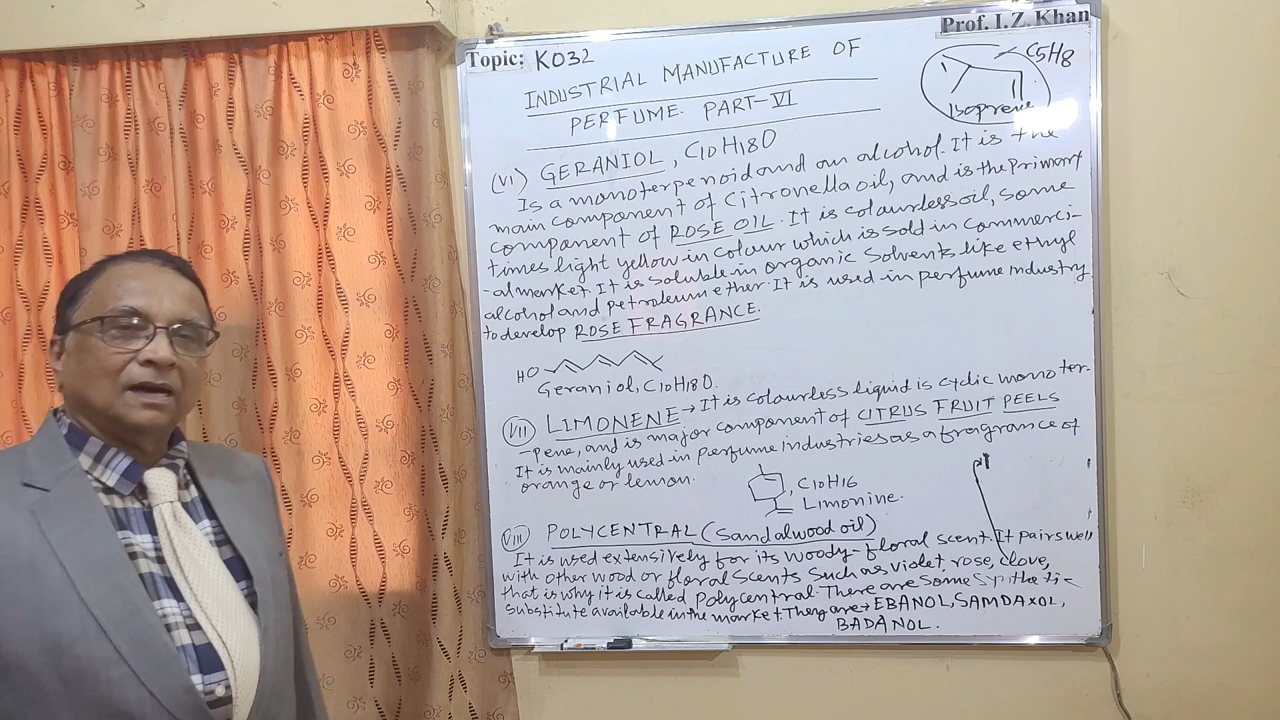 Prof. I.Z. Khan
Topic: K032
INDUSTRIAL MANUFACTURE OF
PERFUME. PART-VI
C5H8
Isoprene
(VI) GERANIOL, C10H18O
Is a monoterpenoid and an alcohol. It is the
main component of Citronella oil, and is the Primary
component of ROSE OIL. It is colourless oil, some
times light yellow in colour which is sold in commerci-
-al market. It is soluble in organic solvents like ethyl
alcohol and petroleum ether. It is used in perfume industry
to develop ROSE FRAGRANCE.
HO
Geraniol, C10H18O.
VII LIMONENE → It is colourless liquid is cyclic mono ter-
-pene, and is major component of CITRUS FRUIT PEELS
It is mainly used in perfume industries as a fragrance of
orange or lemon.
, C10H16
Limonine.
VIII POLYCENTRAL (Sandalwood oil)
It is used extensively for its woody-floral scent. It pairs well
with other wood or floral scents such as violet, rose, clove,
that is why it is called polycentral. There are some Synthetic-
substitute available in the market. They are → EBANOL, SAMDAXOL,
BADANOL.